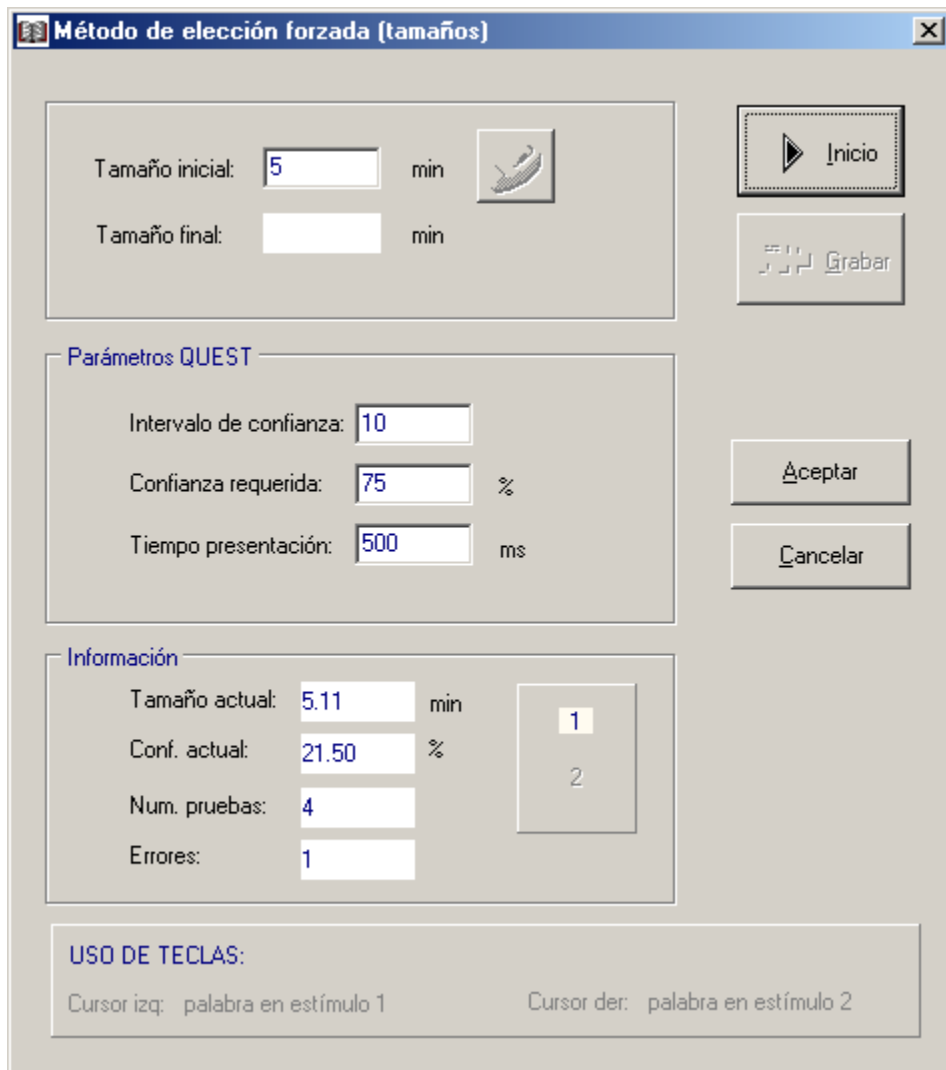 Método de elección forzada (tamaños)
Tamaño inicial: 5 min
Inicio
Tamaño final: min
Grabar
Parámetros QUEST
Intervalo de confianza: 10
Confianza requerida: 75 %
Aceptar
Tiempo presentación: 500 ms
Cancelar
Información
Tamaño actual: 5.11 min
1
Conf. actual: 21.50 %
2
Num. pruebas: 4
Errores: 1
USO DE TECLAS:
Cursor izq: palabra en estímulo 1 Cursor der: palabra en estímulo 2